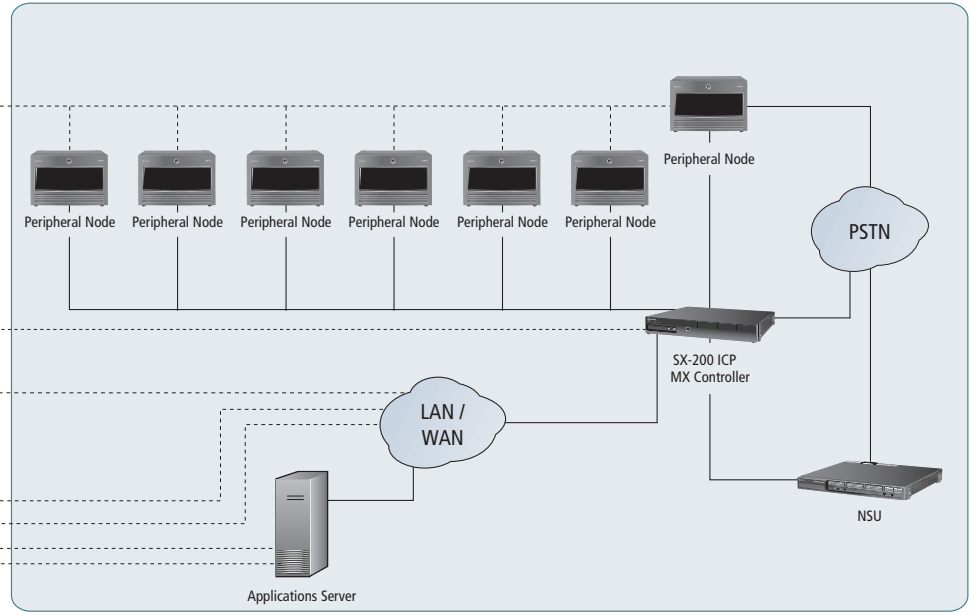 Peripheral Node
Peripheral Node
Peripheral Node
Peripheral Node
Peripheral Node
Peripheral Node
Peripheral Node
PSTN
SX-200 ICP
MX Controller
LAN /
WAN
NSU
Applications Server